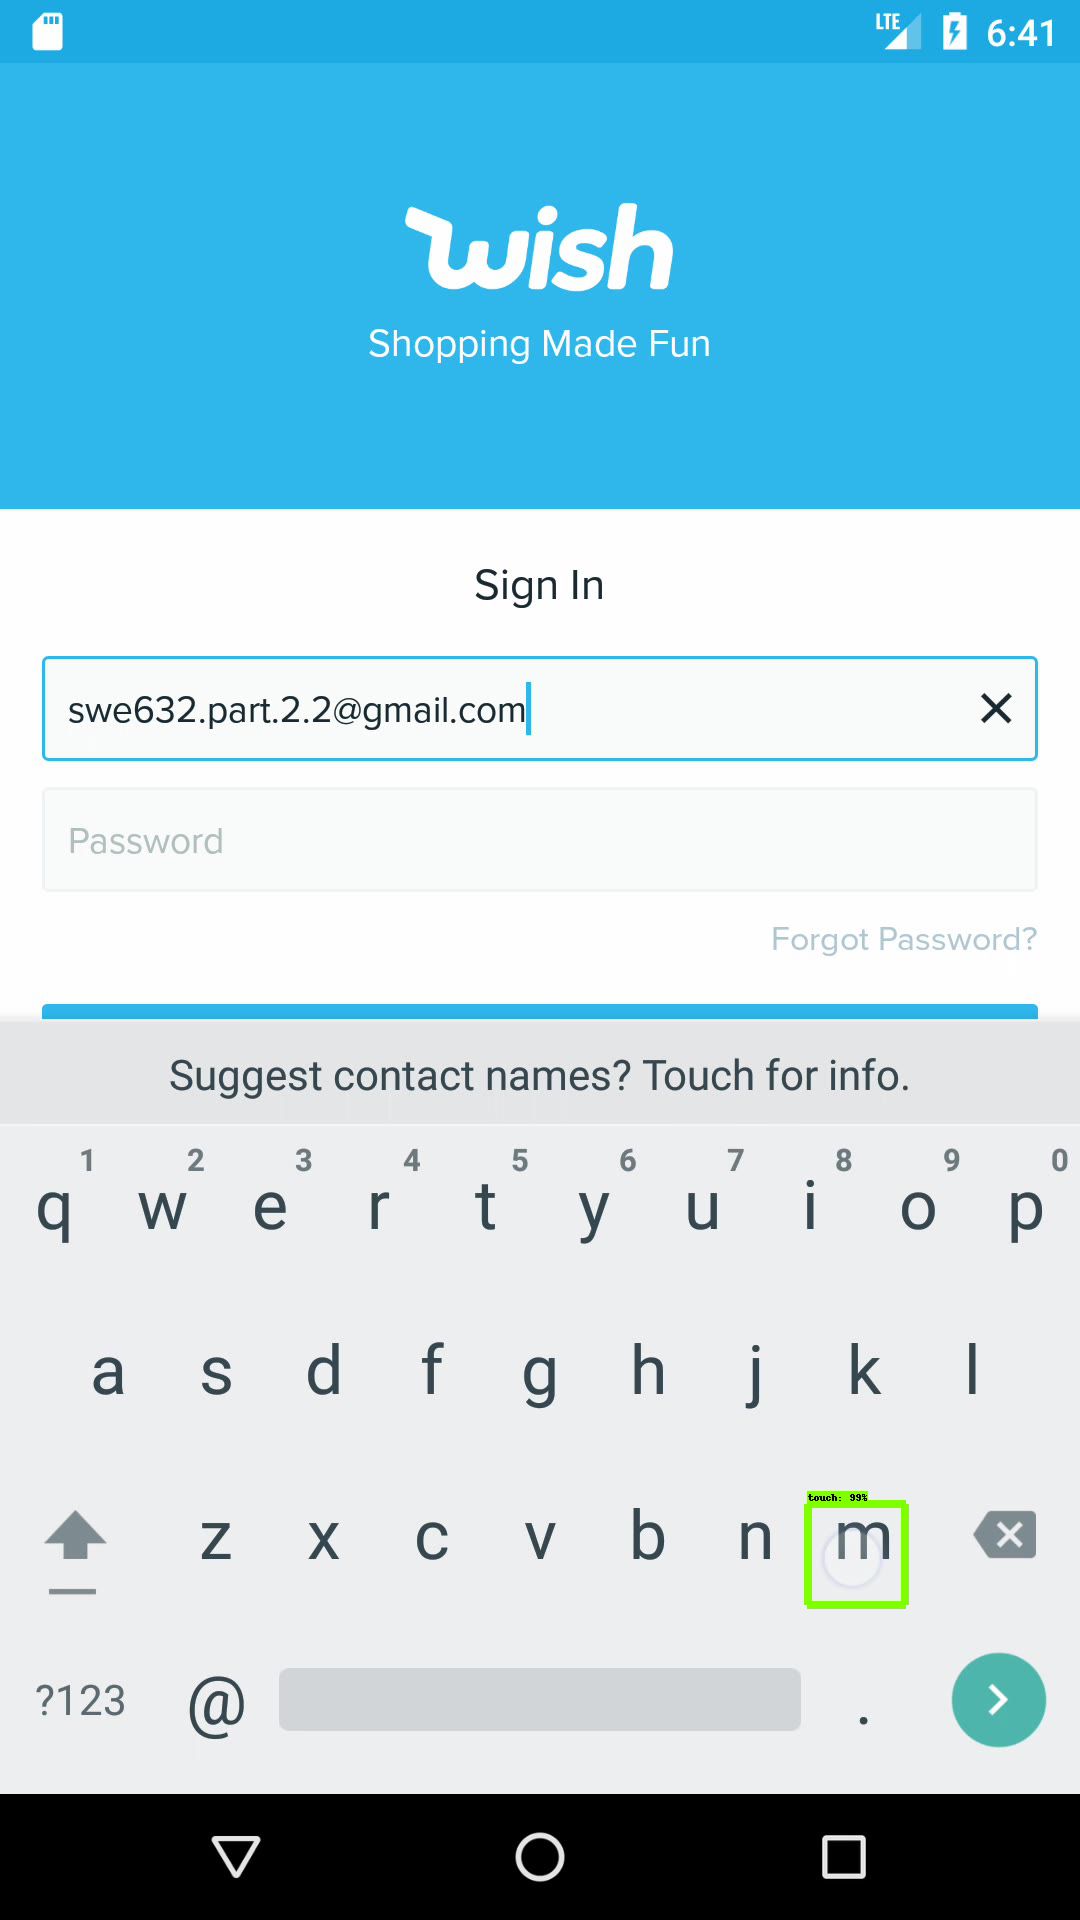 LTE 6:41
wish
Shopping Made Fun
Sign In
swe632.part.2.2@gmail.com
Password
Forgot Password?
Suggest contact names? Touch for info.
1 2 3 4 5 6 7 8 9 0
q w e r t y u i o p
a s d f g h j k l
touch: 99%
z x c v b n m
?123 @ .